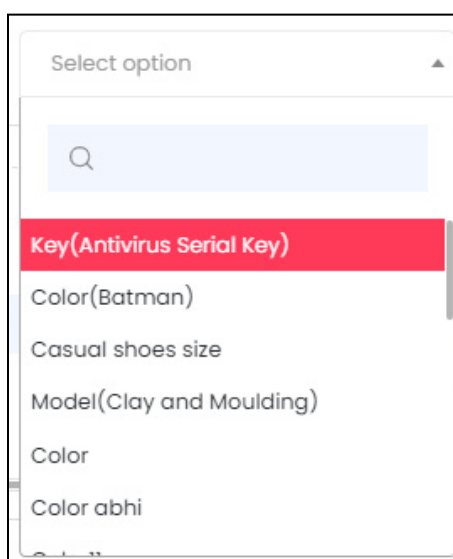 Select option
Key(Antivirus Serial Key)
Color(Batman)
Casual shoes size
Model(Clay and Moulding)
Color
Color abhi